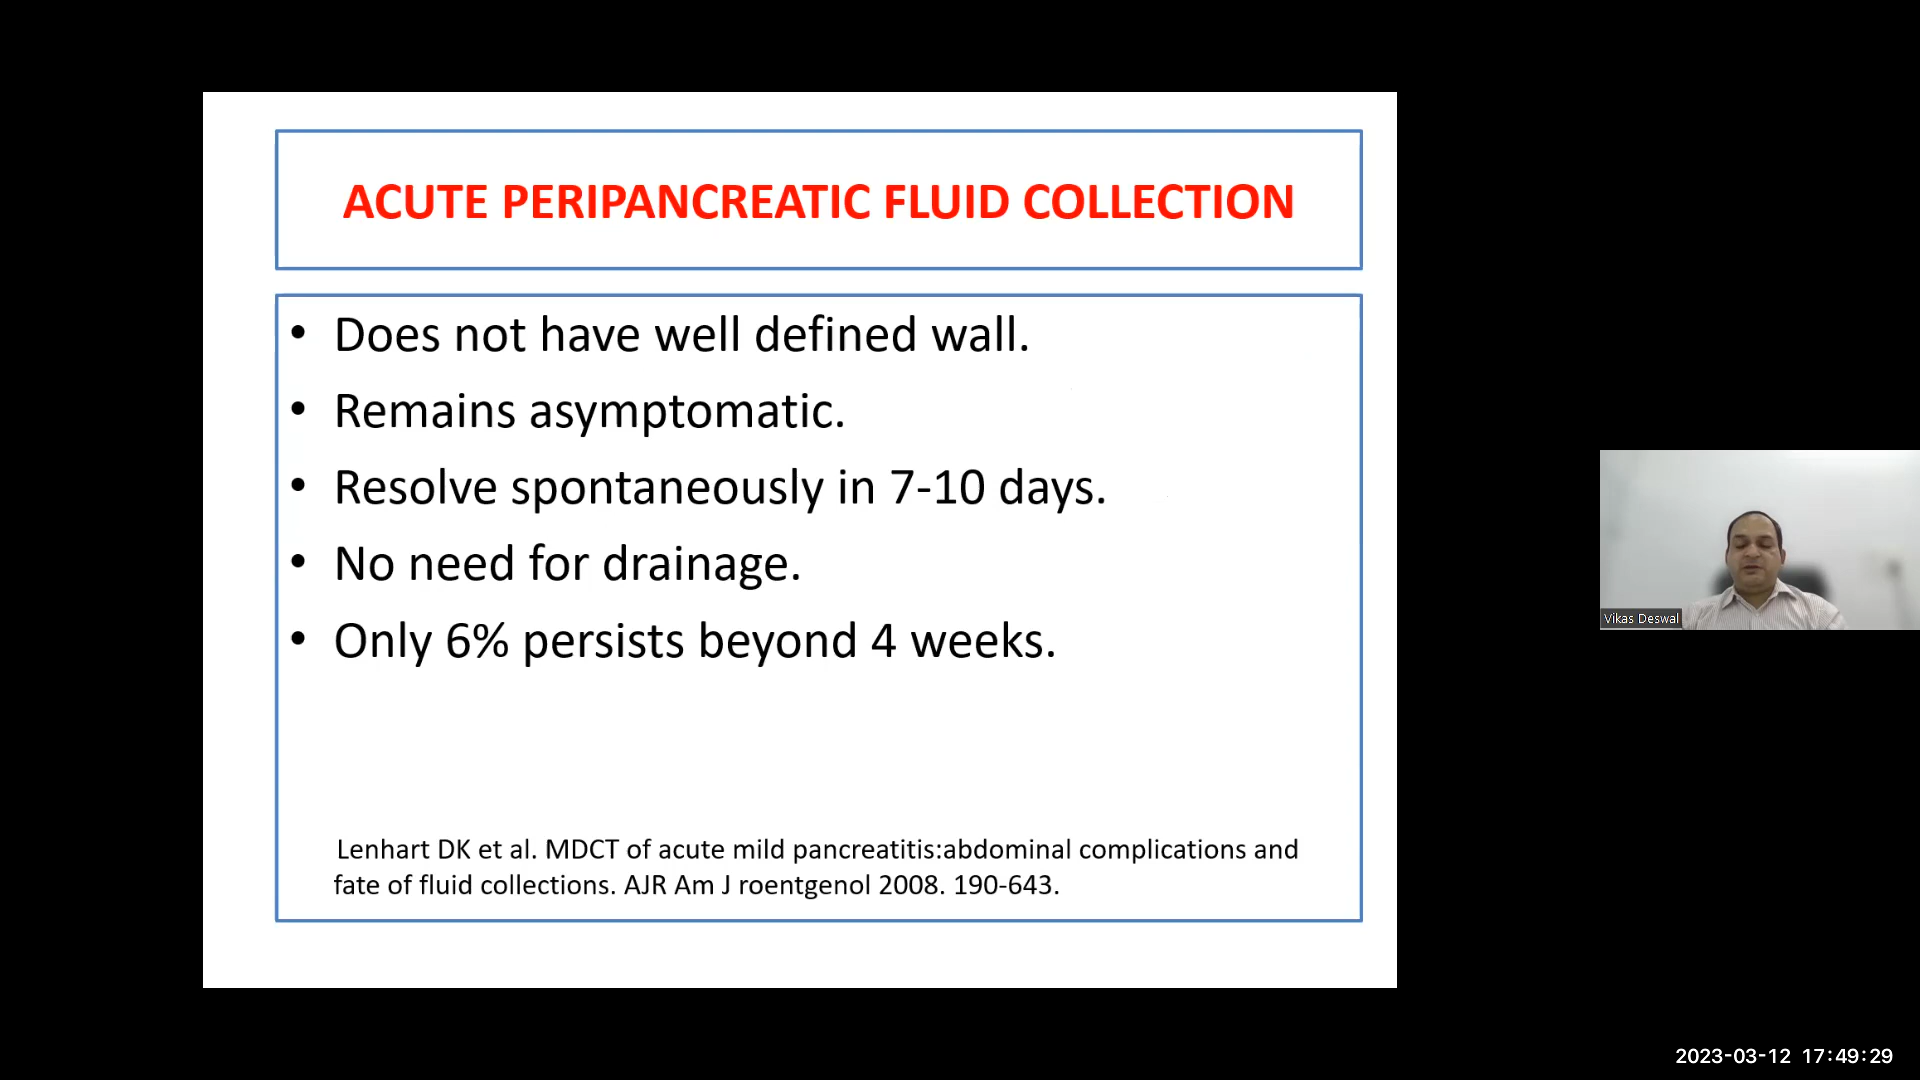 ACUTE PERIPANCREATIC FLUID COLLECTION
• Does not have well defined wall.
• Remains asymptomatic.
• Resolve spontaneously in 7-10 days.
• No need for drainage.
• Only 6% persists beyond 4 weeks.
Lenhart DK et al. MDCT of acute mild pancreatitis:abdominal complications and
fate of fluid collections. AJR Am J roentgenol 2008. 190-643.
Vikas Deswal
2023-03-12 17:49:29